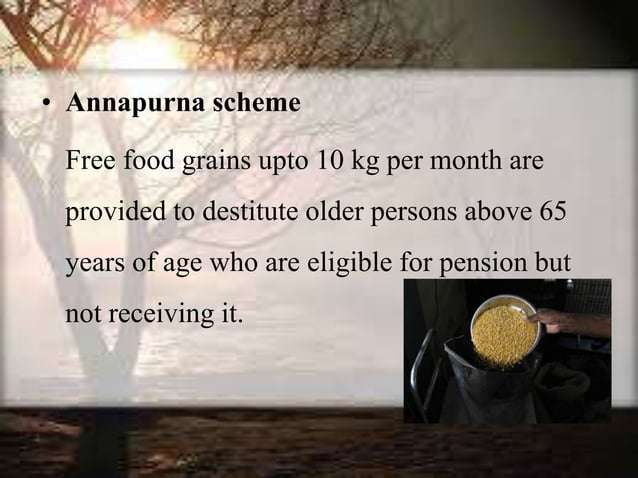 • Annapurna scheme
Free food grains upto 10 kg per month are
provided to destitute older persons above 65
years of age who are eligible for pension but
not receiving it.